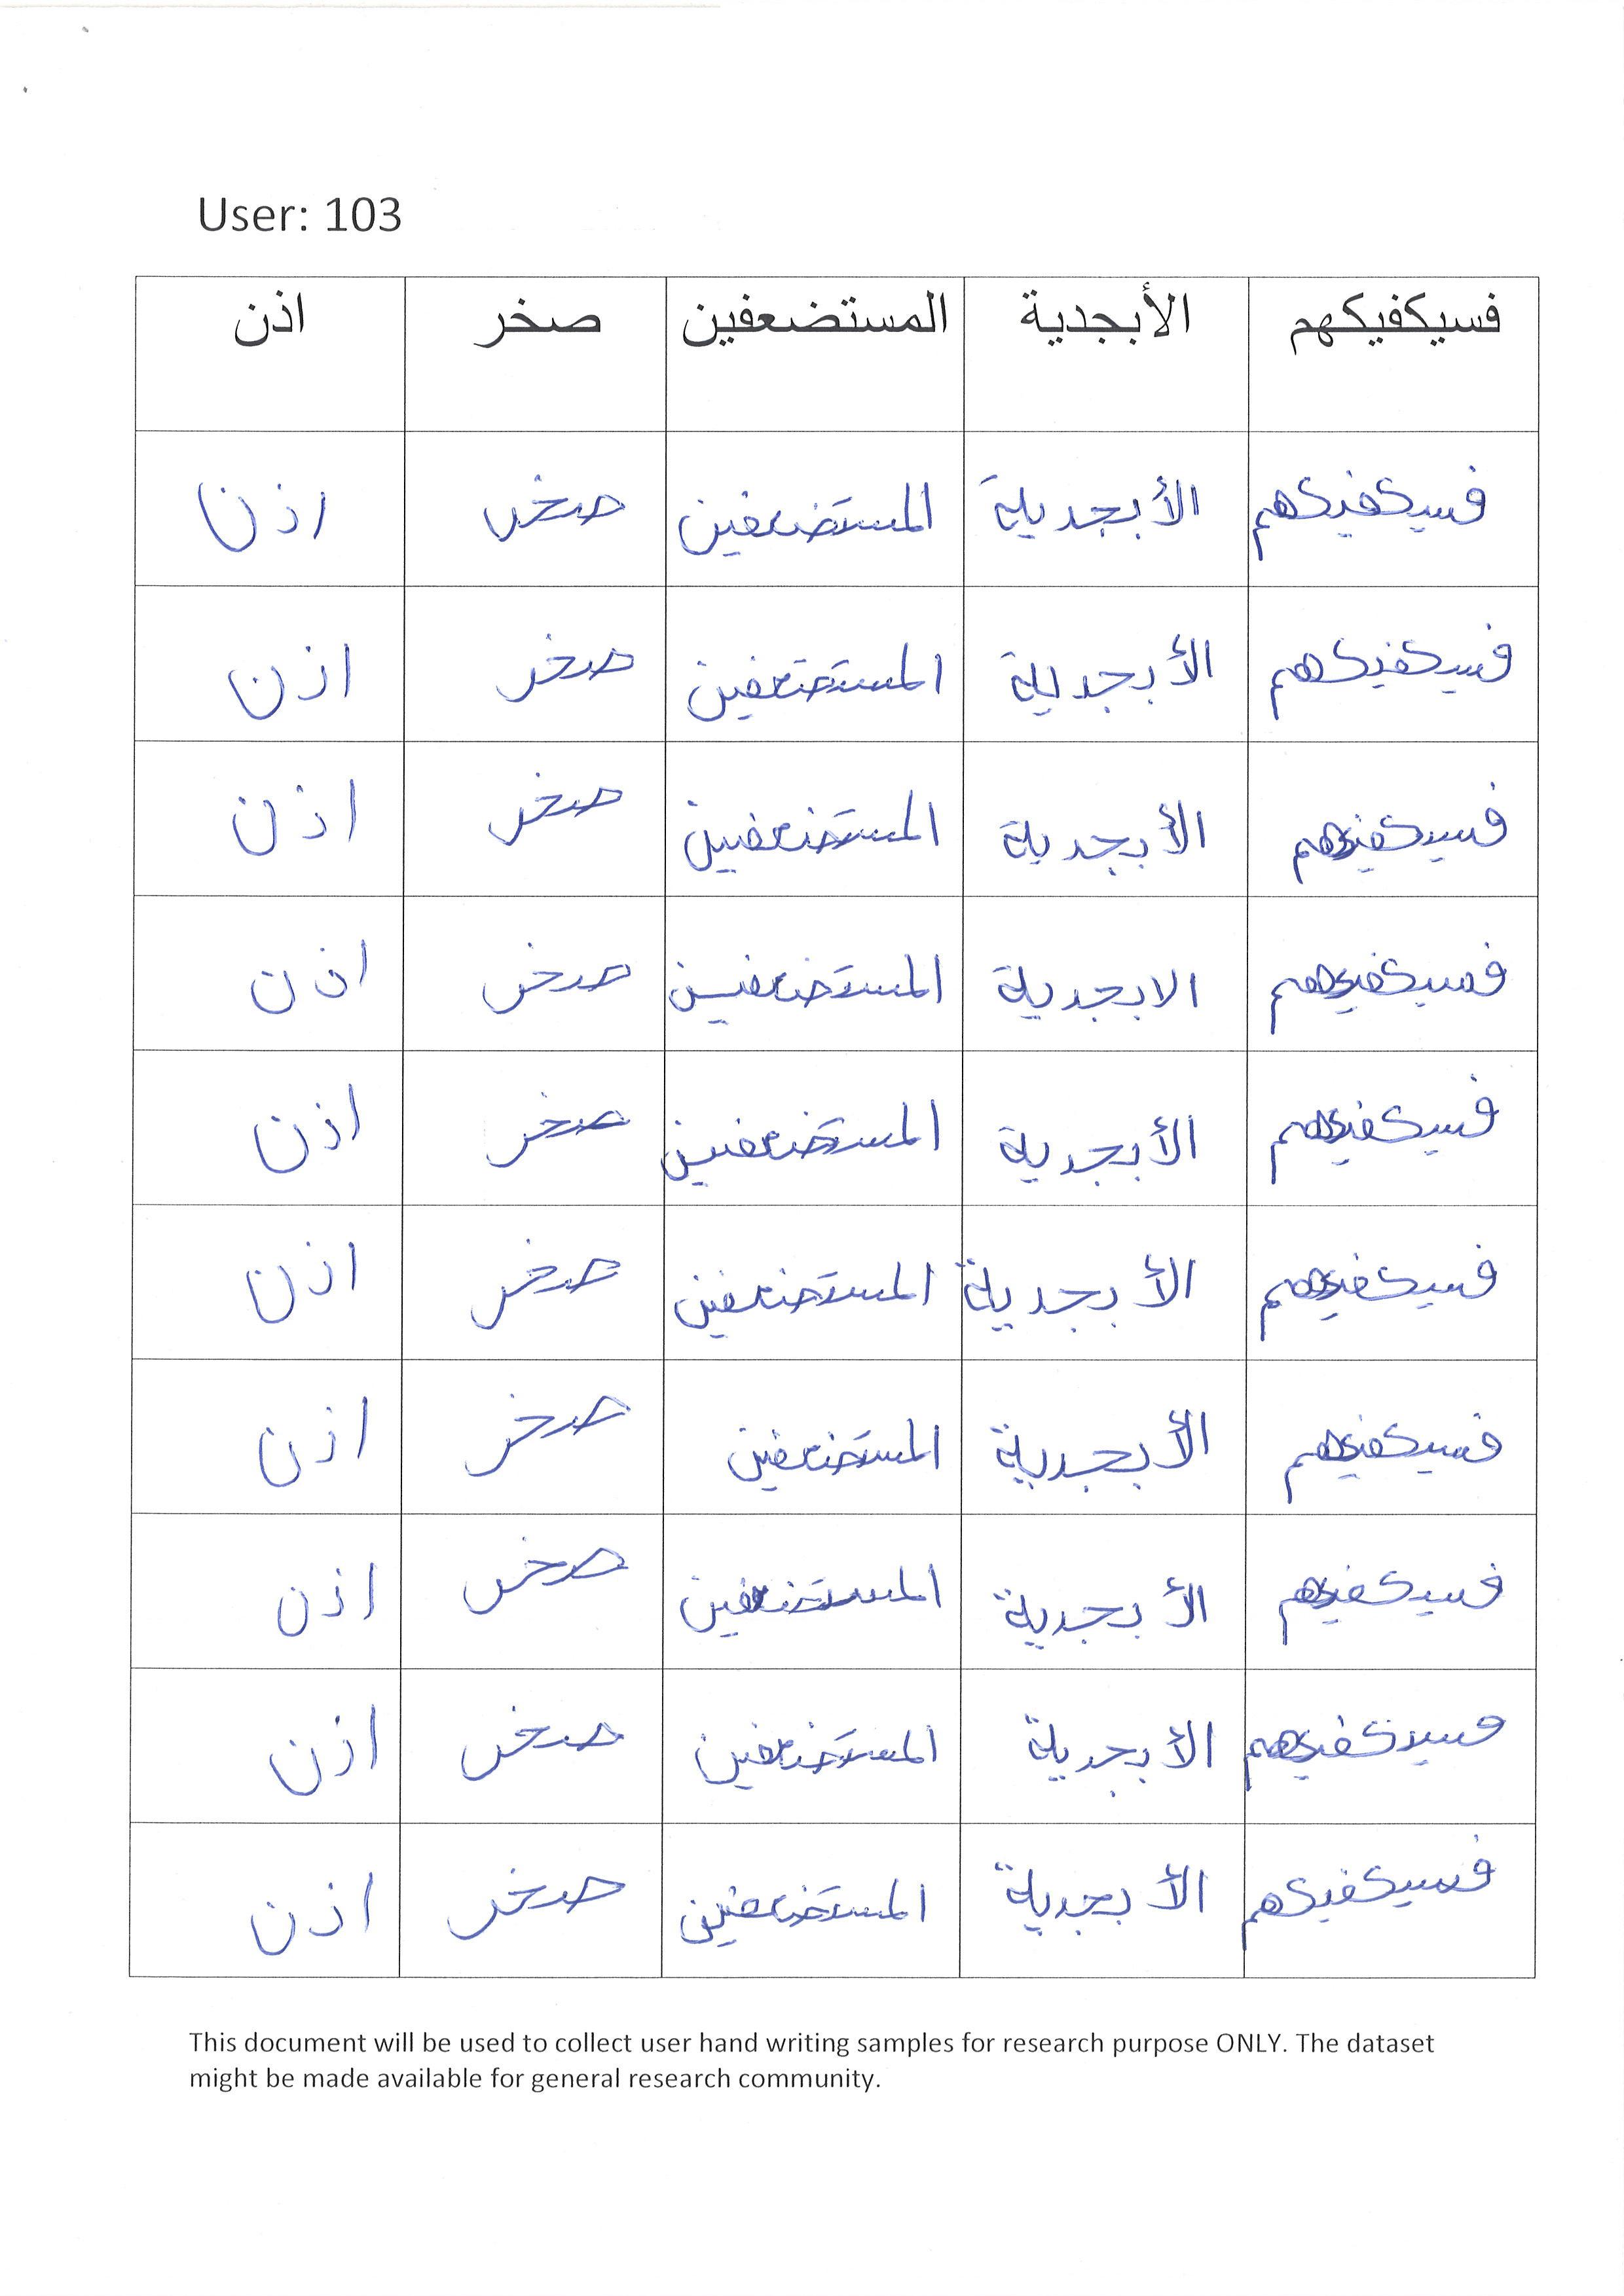 User: 103
فسيكفيكهم الأبجدية المستضعفين صخر اذن
فسيكفيكهم الأبجدية المستضعفين صخر اذن
فسيكفيكهم الأبجدية المستضعفين صخر اذن
فسيكفيكهم الأبجدية المستضعفين صخر اذن
فسيكفيكهم الابجدية المستضعفين صخر اذن
فسيكفيكهم الأبجدية المستضعفين صخر اذن
فسيكفيكهم الأبجدية المستضعفين صخر اذن
فسيكفيكهم الأبجدية المستضعفين صخر اذن
فسيكفيكهم الأبجدية المستضعفين صخر اذن
فسيكفيكهم الأبجدية المستضعفين صخر اذن
فسيكفيكهم الأبجدية المستضعفين صخر اذن
This document will be used to collect user hand writing samples for research purpose ONLY. The dataset
might be made available for general research community.